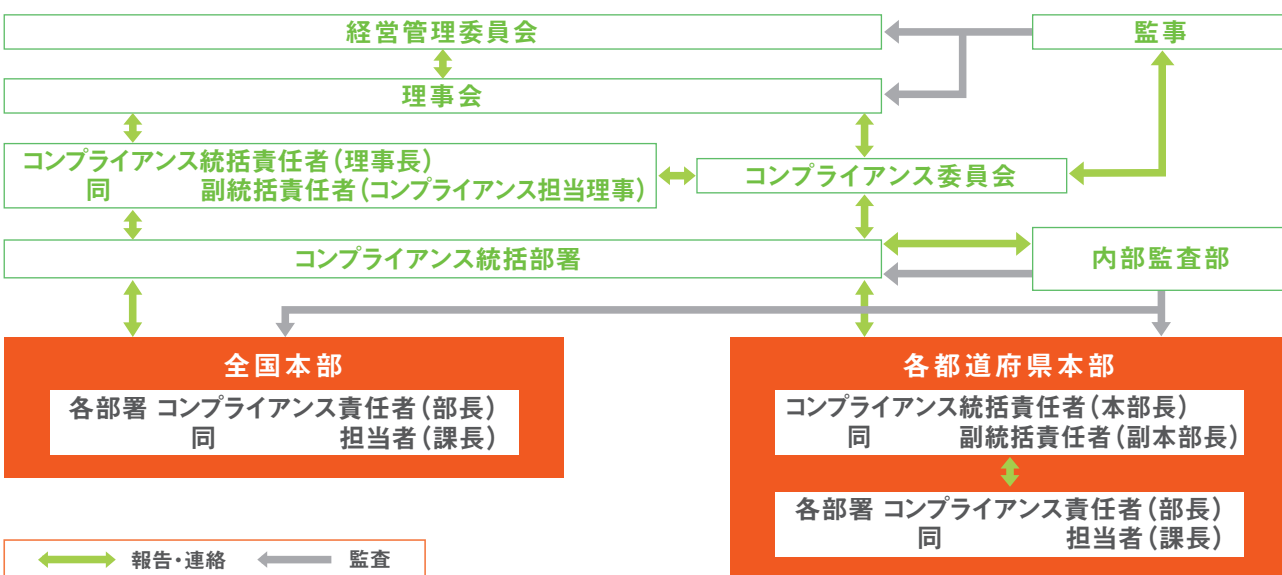 経営管理委員会
監事
理事会
コンプライアンス統括責任者(理事長)
同 副統括責任者(コンプライアンス担当理事)
コンプライアンス委員会
コンプライアンス統括部署
内部監査部
全国本部
各部署 コンプライアンス責任者(部長)
同 担当者(課長)
各都道府県本部
コンプライアンス統括責任者(本部長)
同 副統括責任者(副本部長)
各部署 コンプライアンス責任者(部長)
同 担当者(課長)
報告・連絡 監査